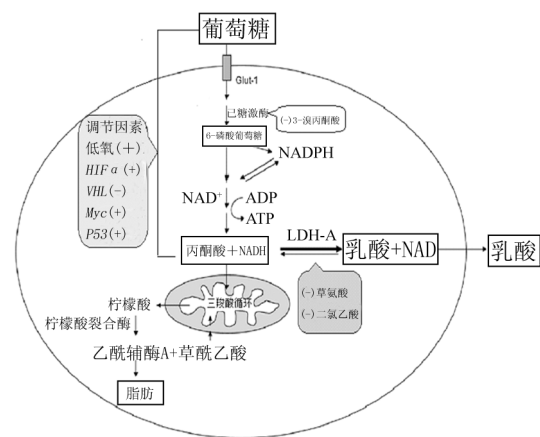 葡萄糖
Glut-1
已糖激酶
(-)3-溴丙酮酸
6-磷酸葡萄糖
NADPH
调节因素
低氧(+)
HIFα(+)
VHL(-)
Myc(+)
P53(+)
NAD+
ADP
ATP
丙酮酸+NADH
LDH-A
乳酸+NAD
乳酸
(-)草氨酸
(-)二氯乙酸
三羧酸循环
柠檬酸
柠檬酸裂合酶
乙酰辅酶A+草酰乙酸
脂肪